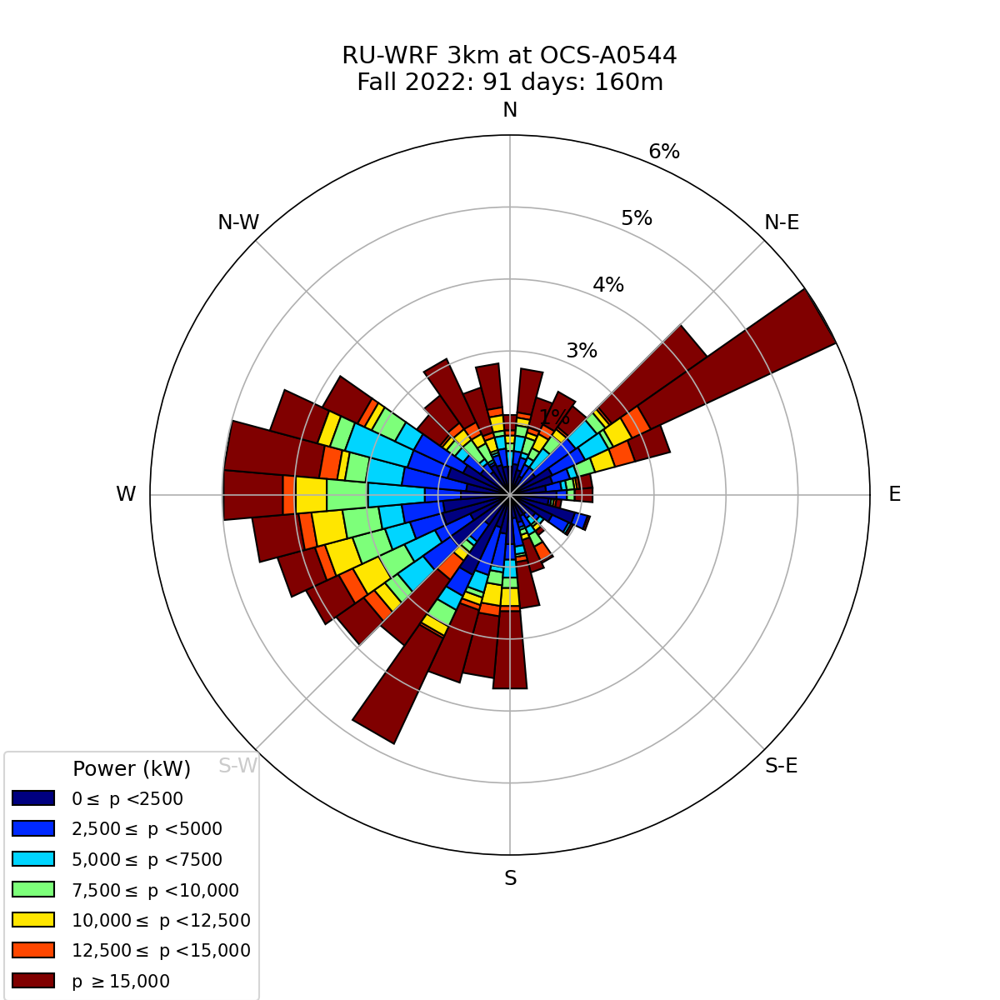 RU-WRF 3km at OCS-A0544
Fall 2022: 91 days: 160m
N
6%
5%
N-W
N-E
4%
3%
1%
W
E
S-W
S-E
S
Power (kW)
0≤ p <2500
2,500≤ p <5000
5,000≤ p <7500
7,500≤ p <10,000
10,000≤ p <12,500
12,500≤ p <15,000
p ≥15,000